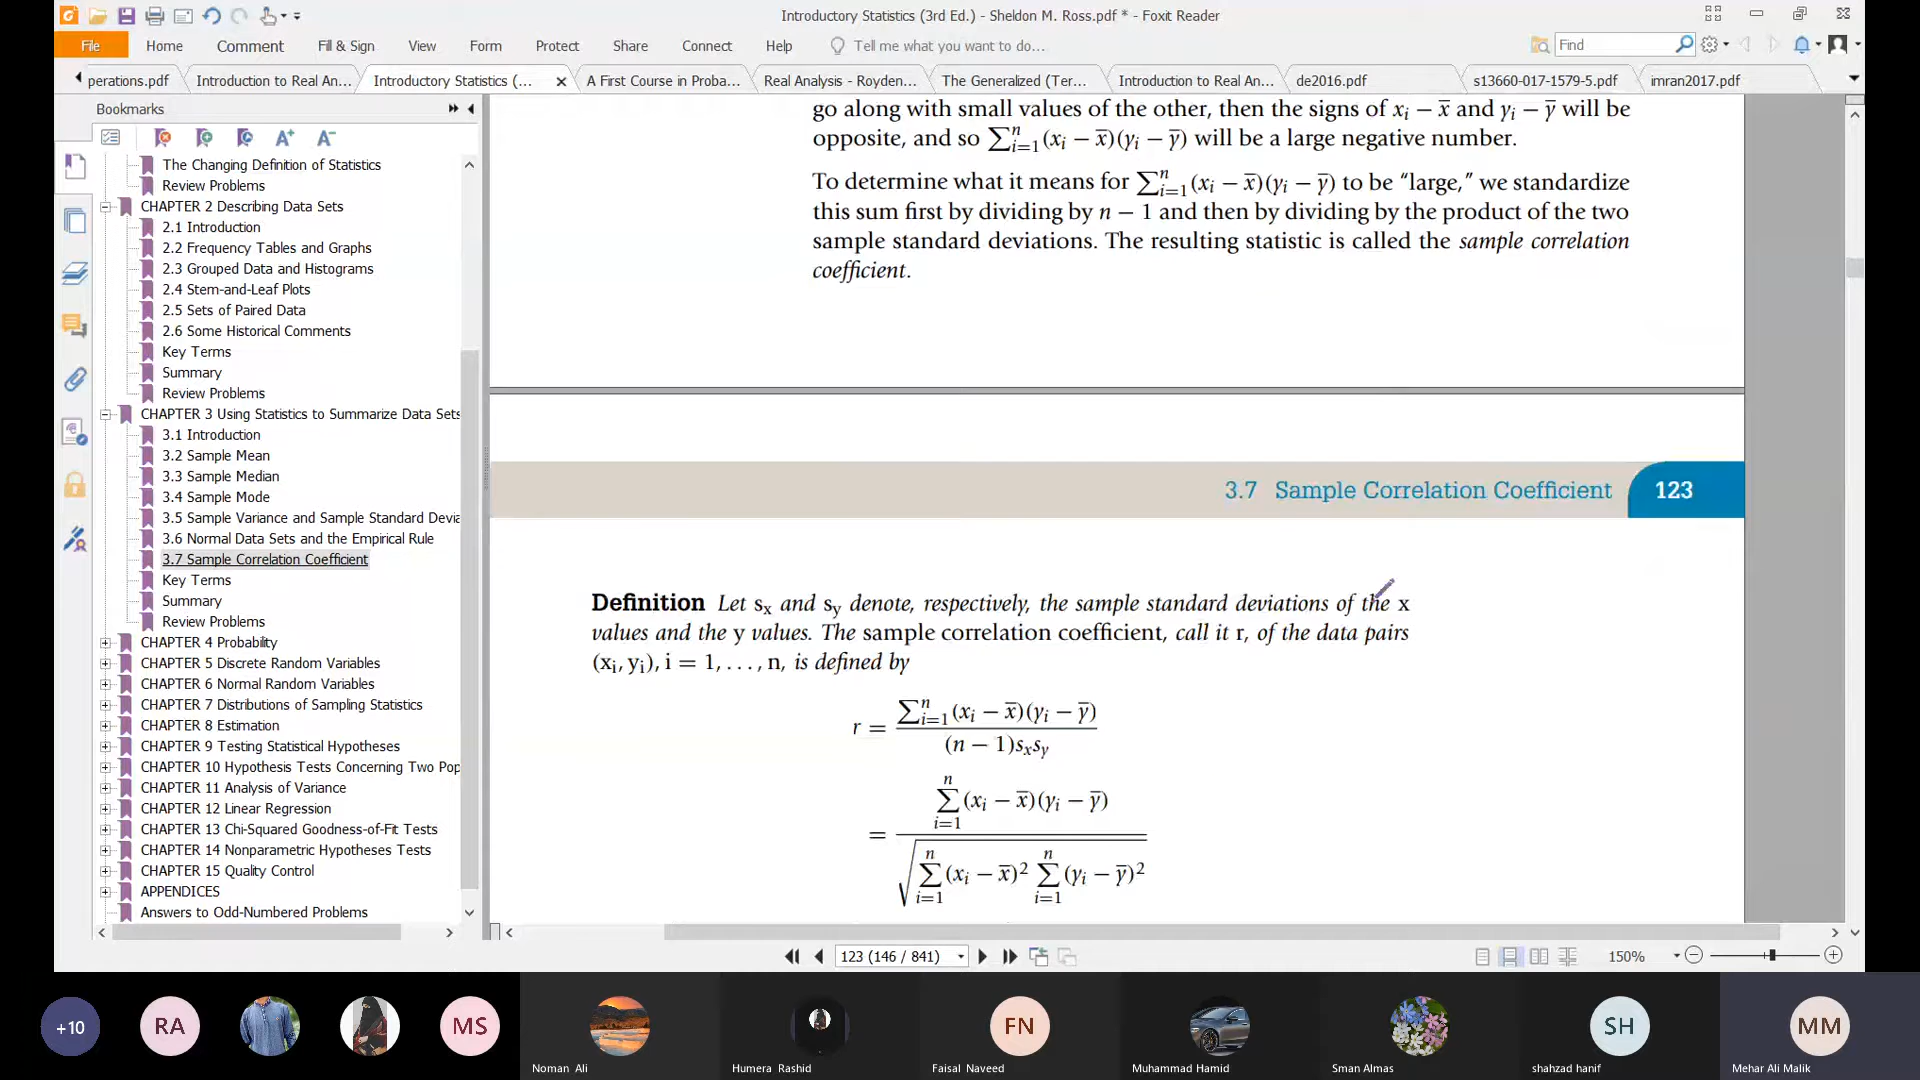 Introductory Statistics (3rd Ed.) - Sheldon M. Ross.pdf * - Foxit Reader
File Home Comment Fill & Sign View Form Protect Share Connect Help Tell me what you want to do... Find
perations.pdf Introduction to Real An... Introductory Statistics (... A First Course in Proba... Real Analysis - Royden... The Generalized (Ter... Introduction to Real An... de2016.pdf s13660-017-1579-5.pdf imran2017.pdf
Bookmarks
The Changing Definition of Statistics
Review Problems
CHAPTER 2 Describing Data Sets
2.1 Introduction
2.2 Frequency Tables and Graphs
2.3 Grouped Data and Histograms
2.4 Stem-and-Leaf Plots
2.5 Sets of Paired Data
2.6 Some Historical Comments
Key Terms
Summary
Review Problems
CHAPTER 3 Using Statistics to Summarize Data Sets
3.1 Introduction
3.2 Sample Mean
3.3 Sample Median
3.4 Sample Mode
3.5 Sample Variance and Sample Standard Devia
3.6 Normal Data Sets and the Empirical Rule
3.7 Sample Correlation Coefficient
Key Terms
Summary
Review Problems
CHAPTER 4 Probability
CHAPTER 5 Discrete Random Variables
CHAPTER 6 Normal Random Variables
CHAPTER 7 Distributions of Sampling Statistics
CHAPTER 8 Estimation
CHAPTER 9 Testing Statistical Hypotheses
CHAPTER 10 Hypothesis Tests Concerning Two Pop
CHAPTER 11 Analysis of Variance
CHAPTER 12 Linear Regression
CHAPTER 13 Chi-Squared Goodness-of-Fit Tests
CHAPTER 14 Nonparametric Hypotheses Tests
CHAPTER 15 Quality Control
APPENDICES
Answers to Odd-Numbered Problems
go along with small values of the other, then the signs of xᵢ − x̅ and yᵢ − y̅ will be
opposite, and so ∑ⁿᵢ₌₁(xᵢ − x̅)(yᵢ − y̅) will be a large negative number.
To determine what it means for ∑ⁿᵢ₌₁(xᵢ − x̅)(yᵢ − y̅) to be “large,” we standardize
this sum first by dividing by n − 1 and then by dividing by the product of the two
sample standard deviations. The resulting statistic is called the sample correlation
coefficient.
3.7 Sample Correlation Coefficient 123
Definition Let sₓ and s_y denote, respectively, the sample standard deviations of the x
values and the y values. The sample correlation coefficient, call it r, of the data pairs
(xᵢ, yᵢ), i = 1, . . . , n, is defined by
r = ∑ⁿᵢ₌₁(xᵢ − x̅)(yᵢ − y̅) / (n − 1)sₓs_y
= ∑ⁿᵢ₌₁(xᵢ − x̅)(yᵢ − y̅) / √(∑ⁿᵢ₌₁(xᵢ − x̅)² ∑ⁿᵢ₌₁(yᵢ − y̅)²)
123 (146 / 841) 150%
+10 RA MS FN SH MM
Noman Ali Humera Rashid Faisal Naveed Muhammad Hamid Sman Almas shahzad hanif Mehar Ali Malik